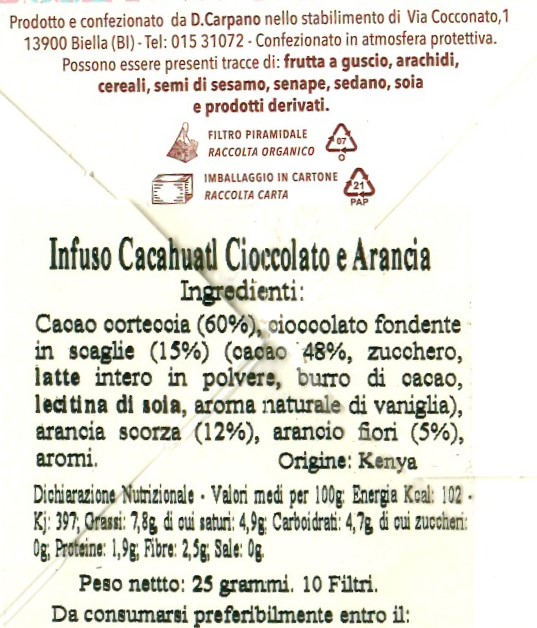 Prodotto e confezionato da D.Carpano nello stabilimento di Via Cocconato,1
13900 Biella (BI) - Tel: 015 31072 - Confezionato in atmosfera protettiva.
Possono essere presenti tracce di: frutta a guscio, arachidi,
cereali, semi di sesamo, senape, sedano, soia
e prodotti derivati.
FILTRO PIRAMIDALE
RACCOLTA ORGANICO
07
O
IMBALLAGGIO IN CARTONE
RACCOLTA CARTA
21
PAP
Infuso Cacahuatl Cioccolato e Arancia
Ingredienti:
Cacao corteccia (60%), cioccolato fondente
in scaglie (15%) (cacao 48%, zucchero,
latte intero in polvere, burro di cacao,
lecitina di soia, aroma naturale di vaniglia),
arancia scorza (12%), arancio fiori (5%),
aromi. Origine: Kenya
Dichiarazione Nutrizionale - Valori medi per 100g: Energia Kcal: 102 -
Kj: 397; Grassi: 7,8g, di cui saturi: 4,9g; Carboidrati: 4,7g, di cui zuccheri:
0g; Proteine: 1,9g; Fibre: 2,5g; Sale: 0g.
Peso nettto: 25 grammi. 10 Filtri.
Da consumarsi preferibilmente entro il: